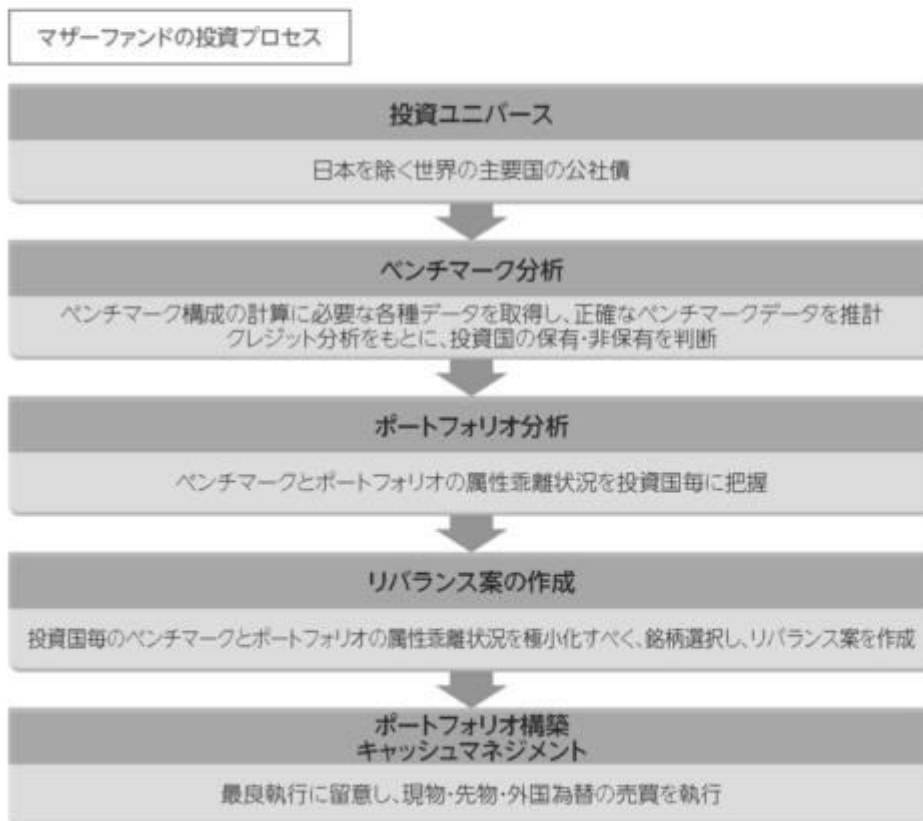 マザーファンドの投資プロセス
投資ユニバース
日本を除く世界の主要国の公社債
ベンチマーク分析
ベンチマーク構成の計算に必要な各種データを取得し、正確なベンチマークデータを推計
クレジット分析をもとに、投資国の保有・非保有を判断
ポートフォリオ分析
ベンチマークとポートフォリオの属性乖離状況を投資国毎に把握
リバランス案の作成
投資国毎のベンチマークとポートフォリオの属性乖離状況を極小化すべく、銘柄選択し、リバランス案を作成
ポートフォリオ構築
キャッシュマネジメント
最良執行に留意し、現物・先物・外国為替の売買を執行